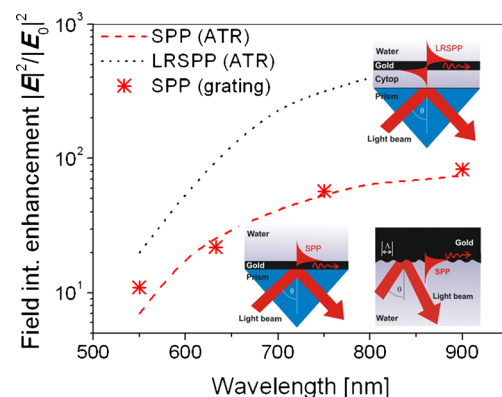 Field int. enhancement |E|²/|E₀|²
10³
10²
10¹
SPP (ATR)
LRSPP (ATR)
SPP (grating)
Water
LRSPP
Gold
Cytop
Prism
θ
Light beam
Water
SPP
Gold
Prism
θ
Light beam
Λ
Gold
SPP
θ
Light beam
Water
500 600 700 800 900
Wavelength [nm]